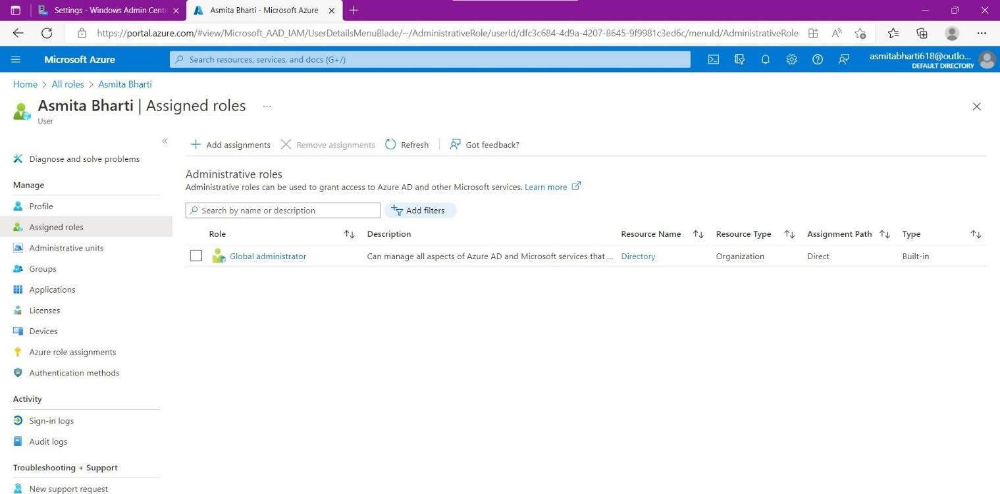 Settings - Windows Admin Cent
Asmita Bharti - Microsoft Azure
https://portal.azure.com/#view/Microsoft_AAD_IAM/UserDetailsMenuBlade/~/AdministrativeRole/userId/dfc3c684-4d9a-4207-8645-9f9981c3ed6c/menuId/AdministrativeRole
Microsoft Azure
Search resources, services, and docs (G+/)
asmitabharti618@outlo...
DEFAULT DIRECTORY
Home > All roles > Asmita Bharti
Asmita Bharti | Assigned roles ...
User
Diagnose and solve problems
Manage
Profile
Assigned roles
Administrative units
Groups
Applications
Licenses
Devices
Azure role assignments
Authentication methods
Activity
Sign-in logs
Audit logs
Troubleshooting + Support
New support request
Add assignments Remove assignments Refresh Got feedback?
Administrative roles
Administrative roles can be used to grant access to Azure AD and other Microsoft services. Learn more
Search by name or description Add filters
Role Description Resource Name Resource Type Assignment Path Type
Global administrator Can manage all aspects of Azure AD and Microsoft services that ... Directory Organization Direct Built-in